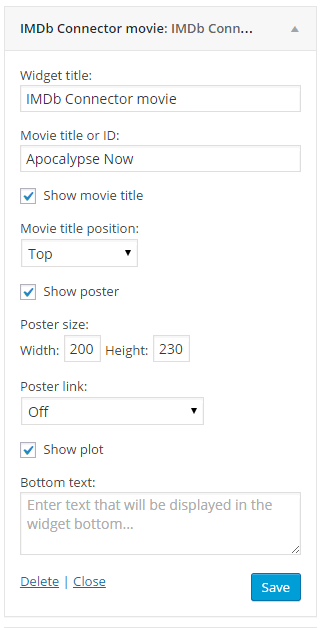 IMDb Connector movie: IMDb Conn...
Widget title:
IMDb Connector movie
Movie title or ID:
Apocalypse Now
Show movie title
Movie title position:
Top
Show poster
Poster size:
Width: 200 Height: 230
Poster link:
Off
Show plot
Bottom text:
Enter text that will be displayed in the
widget bottom...
Delete | Close Save